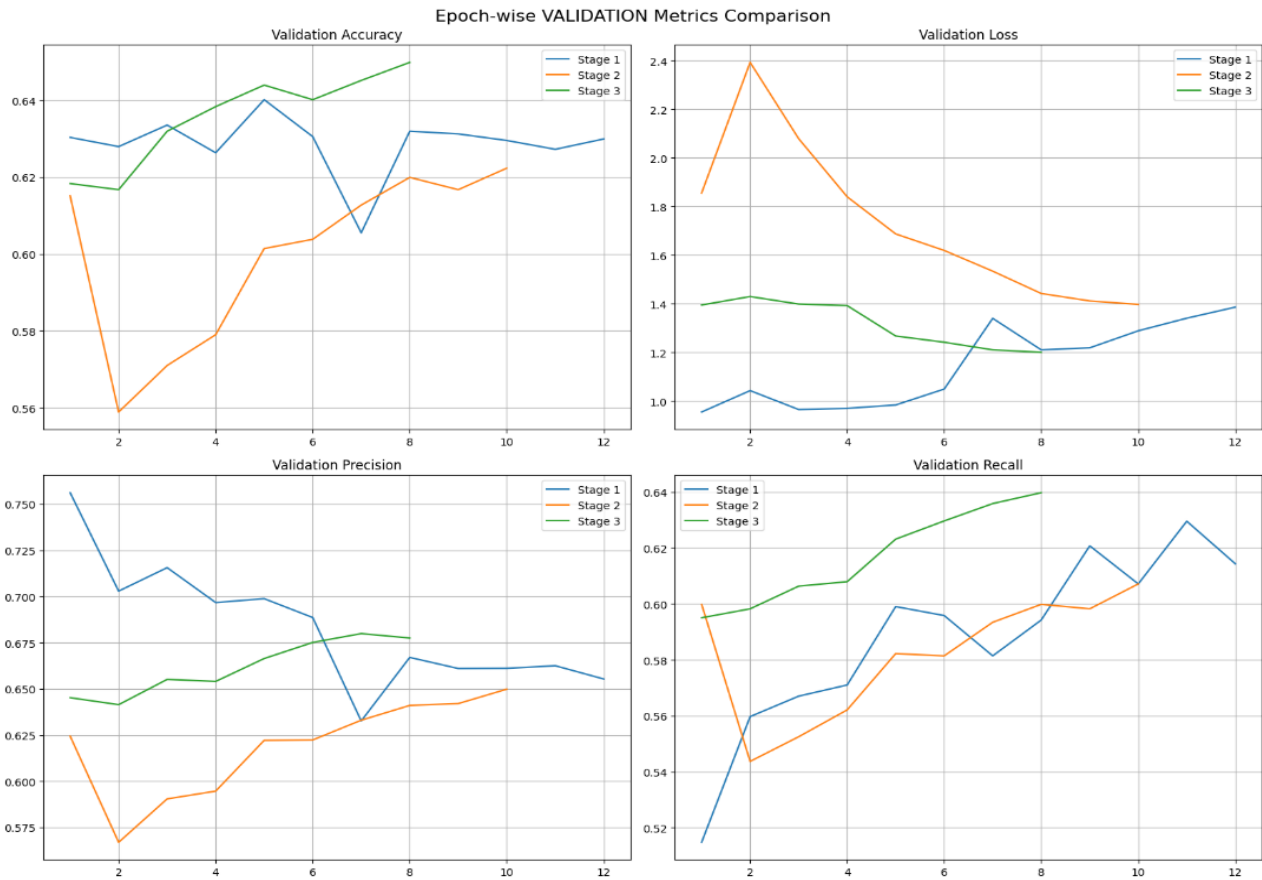 Epoch-wise VALIDATION Metrics Comparison
Validation Accuracy
Stage 1
Stage 2
Stage 3
0.64
0.62
0.60
0.58
0.56
2 4 6 8 10 12
Validation Loss
Stage 1
Stage 2
Stage 3
2.4
2.2
2.0
1.8
1.6
1.4
1.2
1.0
2 4 6 8 10 12
Validation Precision
Stage 1
Stage 2
Stage 3
0.750
0.725
0.700
0.675
0.650
0.625
0.600
0.575
2 4 6 8 10 12
Validation Recall
Stage 1
Stage 2
Stage 3
0.64
0.62
0.60
0.58
0.56
0.54
0.52
2 4 6 8 10 12